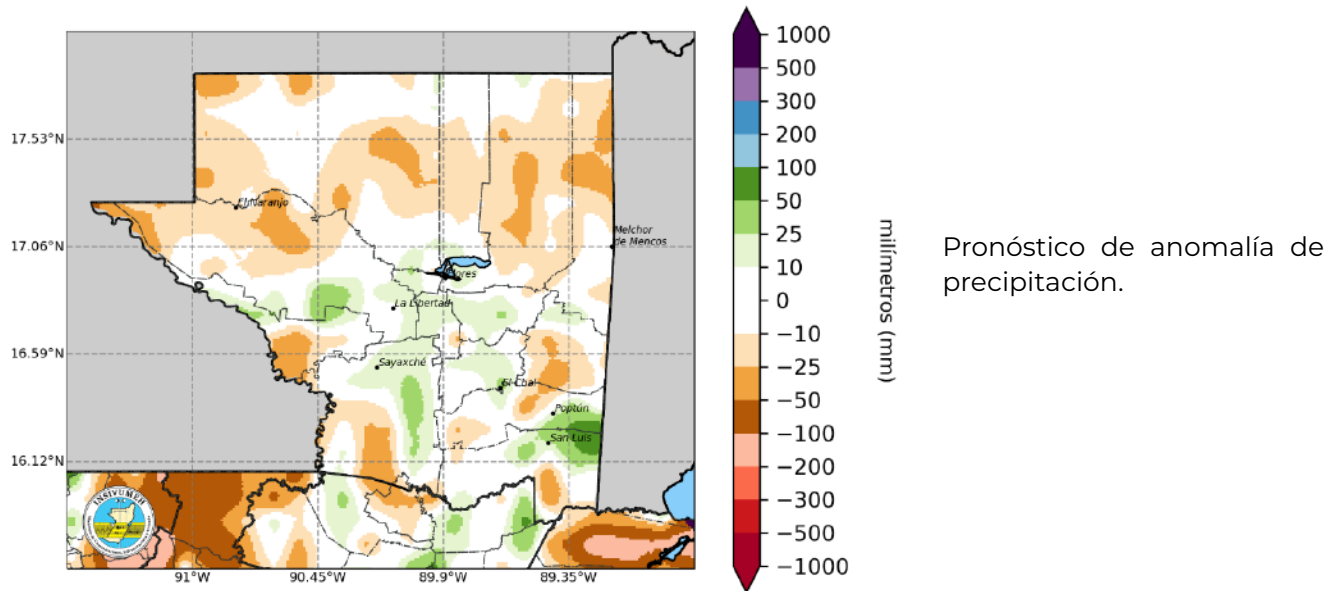 17.53°N
17.06°N
16.59°N
16.12°N
91°W
90.45°W
89.9°W
89.35°W
El Naranjo
Melchor
de Mencos
Flores
La Libertad
Sayaxché
El Chal
Poptún
San Luis
INSIVUMEH
1000
500
300
200
100
50
25
10
0
−10
−25
−50
−100
−200
−300
−500
−1000
milímetros (mm)
Pronóstico de anomalía de
precipitación.